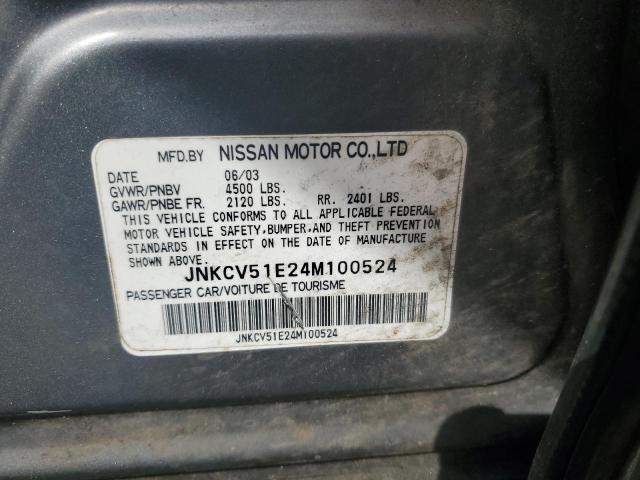 MFD.BY NISSAN MOTOR CO.,LTD
DATE 06/03
GVWR/PNBV 4500 LBS.
GAWR/PNBE FR. 2120 LBS. RR. 2401 LBS.
THIS VEHICLE CONFORMS TO ALL APPLICABLE FEDERAL
MOTOR VEHICLE SAFETY,BUMPER,AND THEFT PREVENTION
STANDARDS IN EFFECT ON THE DATE OF MANUFACTURE
SHOWN ABOVE.
JNKCV51E24M100524
PASSENGER CAR/VOITURE DE TOURISME
JNKCV51E24M100524